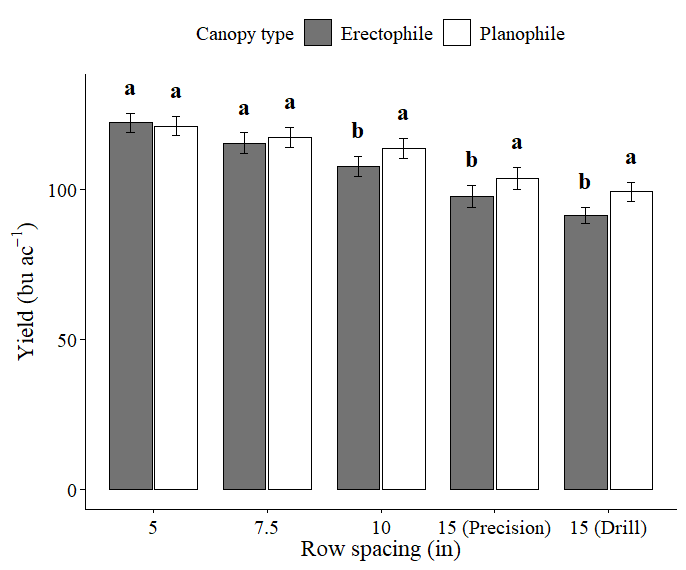 Canopy type Erectophile Planophile
a a a a b a b a b a
Yield (bu ac⁻¹)
100
50
0
5 7.5 10 15 (Precision) 15 (Drill)
Row spacing (in)